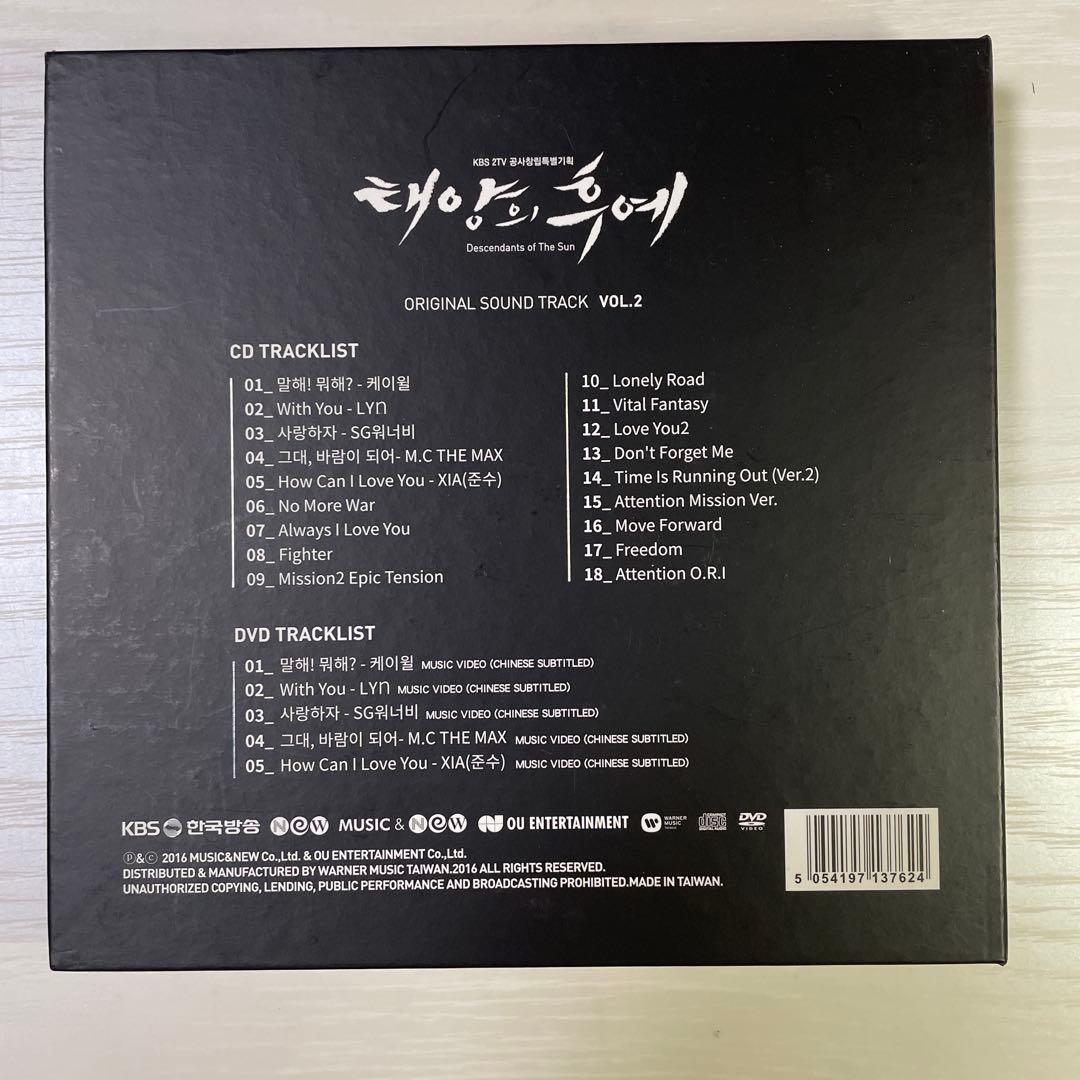 KBS 2TV 공사창립특별기획
태양의 후예
Descendants of The Sun
ORIGINAL SOUND TRACK VOL.2
CD TRACKLIST
01_ 말해! 뭐해? - 케이윌
02_ With You - LYn
03_ 사랑하자 - SG워너비
04_ 그대, 바람이 되어- M.C THE MAX
05_ How Can I Love You - XIA(준수)
06_ No More War
07_ Always I Love You
08_ Fighter
09_ Mission2 Epic Tension
10_ Lonely Road
11_ Vital Fantasy
12_ Love You2
13_ Don't Forget Me
14_ Time Is Running Out (Ver.2)
15_ Attention Mission Ver.
16_ Move Forward
17_ Freedom
18_ Attention O.R.I
DVD TRACKLIST
01_ 말해! 뭐해? - 케이윌 MUSIC VIDEO (CHINESE SUBTITLED)
02_ With You - LYn MUSIC VIDEO (CHINESE SUBTITLED)
03_ 사랑하자 - SG워너비 MUSIC VIDEO (CHINESE SUBTITLED)
04_ 그대, 바람이 되어- M.C THE MAX MUSIC VIDEO (CHINESE SUBTITLED)
05_ How Can I Love You - XIA(준수) MUSIC VIDEO (CHINESE SUBTITLED)
KBS 한국방송 NEW MUSIC & NEW OU ENTERTAINMENT WARNER MUSIC TAIWAN COMPACT disc DIGITAL AUDIO DVD VIDEO
Ⓟ&Ⓒ 2016 MUSIC&NEW Co.,Ltd. & OU ENTERTAINMENT Co.,Ltd.
DISTRIBUTED & MANUFACTURED BY WARNER MUSIC TAIWAN.2016 ALL RIGHTS RESERVED.
UNAUTHORIZED COPYING, LENDING, PUBLIC PERFORMANCE AND BROADCASTING PROHIBITED.MADE IN TAIWAN.
5 054197 137624